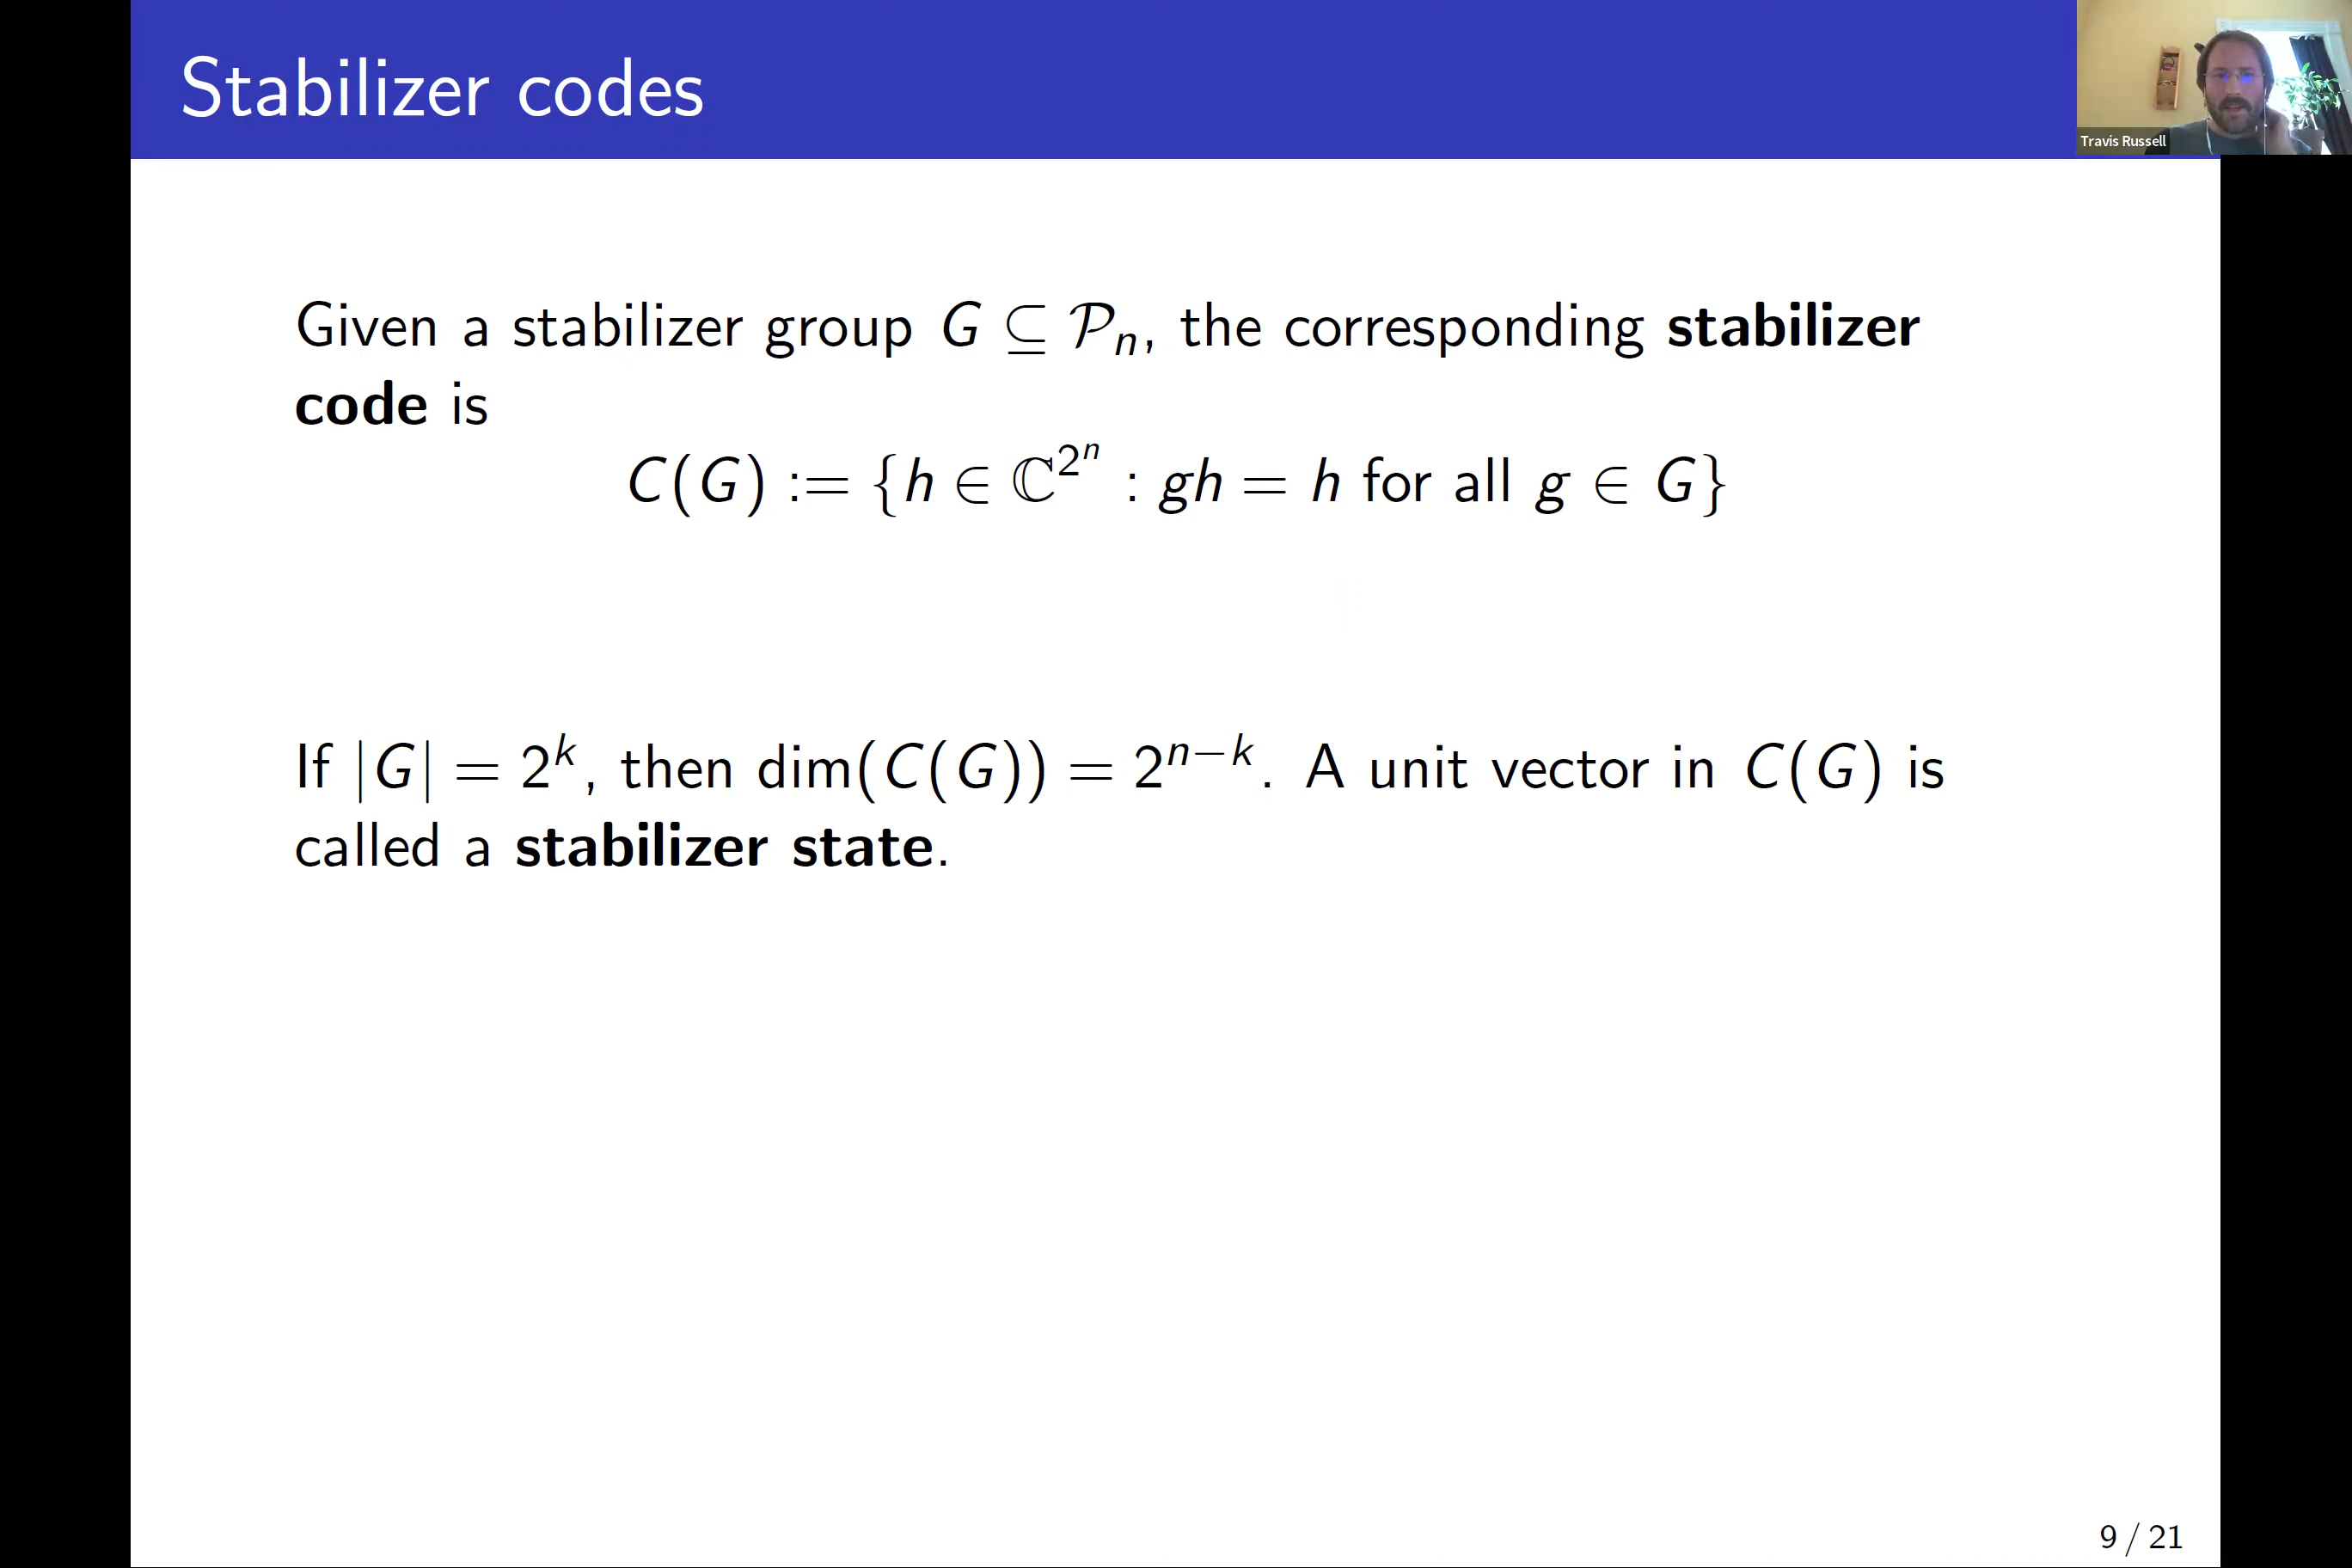 Stabilizer codes
Travis Russell
Given a stabilizer group G ⊆ 𝒫ₙ, the corresponding stabilizer
code is
C(G) := {h ∈ ℂ^{2^n} : gh = h for all g ∈ G}
If |G| = 2^k, then dim(C(G)) = 2^{n−k}. A unit vector in C(G) is
called a stabilizer state.
9 / 21